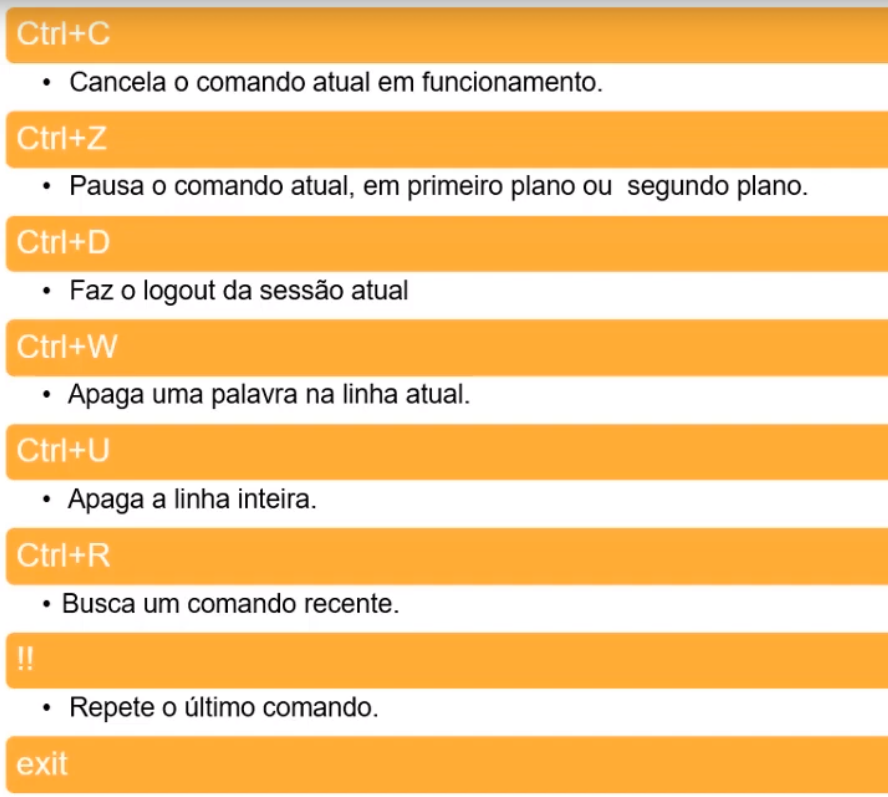 Ctrl+C
• Cancela o comando atual em funcionamento.
Ctrl+Z
• Pausa o comando atual, em primeiro plano ou  segundo plano.
Ctrl+D
• Faz o logout da sessão atual
Ctrl+W
• Apaga uma palavra na linha atual.
Ctrl+U
• Apaga a linha inteira.
Ctrl+R
• Busca um comando recente.
!!
• Repete o último comando.
exit